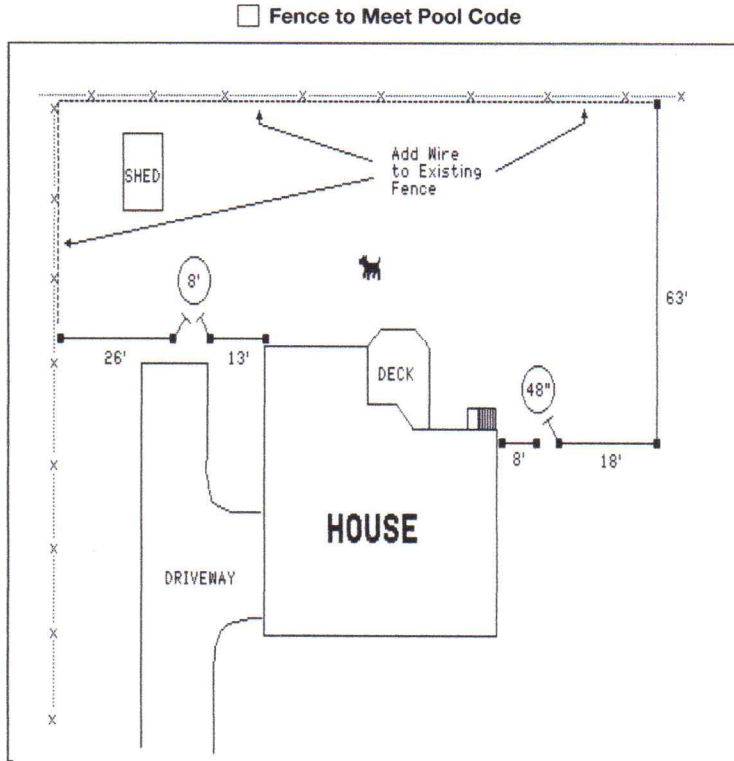 Fence to Meet Pool Code
SHED
Add Wire
to Existing
Fence
8'
63'
26'
13'
DECK
48"
8'
18'
HOUSE
DRIVEWAY